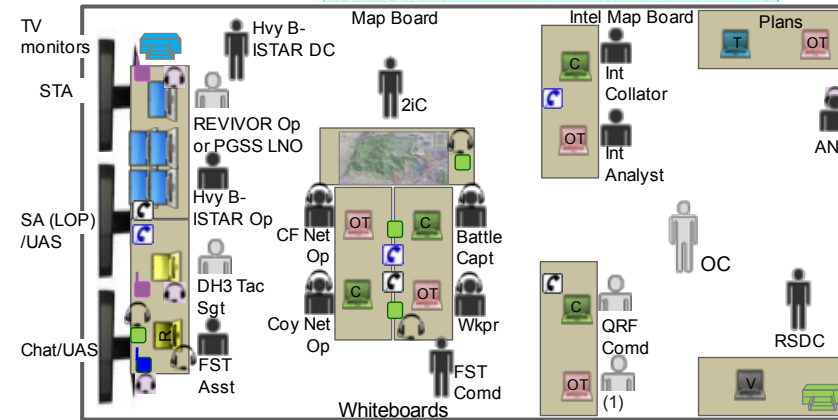 TV
monitors
STA
SA (LOP)
/UAS
Chat/UAS
Hvy B-
ISTAR DC
REVIVOR Op
or PGSS LNO
Hvy B-
ISTAR Op
DH3 Tac
Sgt
R
FST
Asst
Map Board
2iC
CF Net
Op
OT
C
Battle
Capt
Coy Net
Op
C
OT
Wkpr
FST
Comd
Whiteboards
Intel Map Board
C
Int
Collator
OT
Int
Analyst
C
QRF
Comd
OT
(1)
Plans
T
OT
AN
OC
RSDC
V